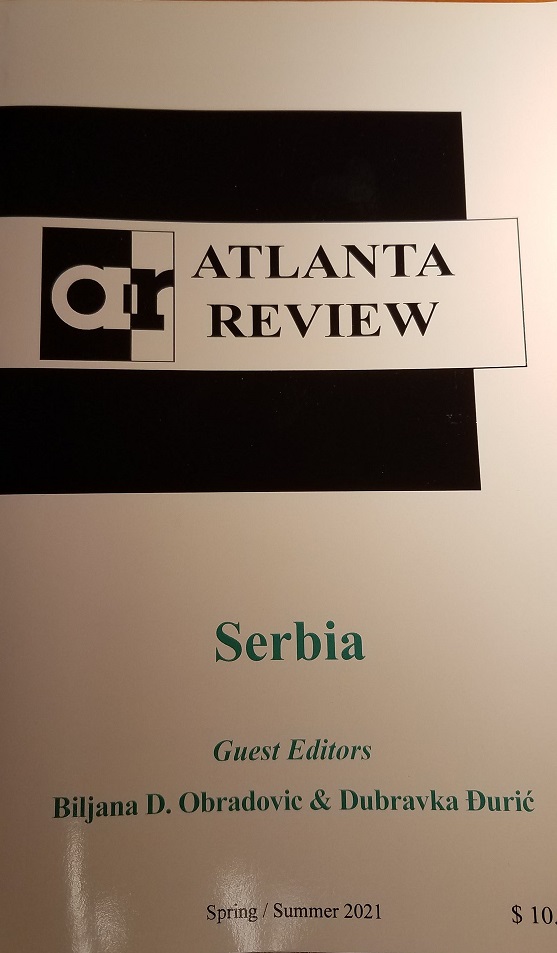 ar
ATLANTA
REVIEW
Serbia
Guest Editors
Biljana D. Obradovic & Dubravka Đurić
Spring / Summer 2021
$ 10.